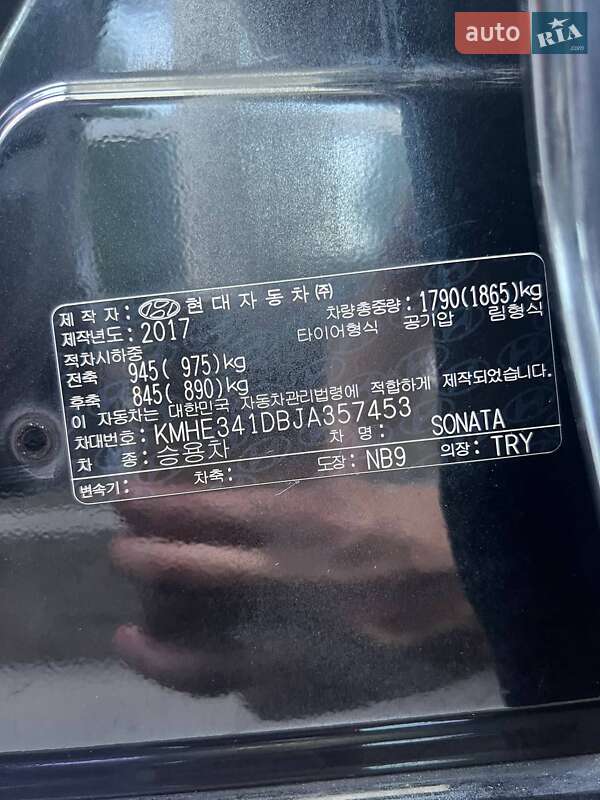 auto RIA.com
제 작 자: 현대자동차㈜ 차량총중량: 1790(1865)kg
제작년도: 2017 타이어형식 공기압 림형식
적차시하중
전축 945( 975)kg
후축 845( 890)kg
이 자동차는 대한민국 자동차관리법령에 적합하게 제작되었습니다.
차대번호: KMHE341DBJA357453
차 종: 승용차 차 명: SONATA
변속기: 차축: 도장: NB9 의장: TRY